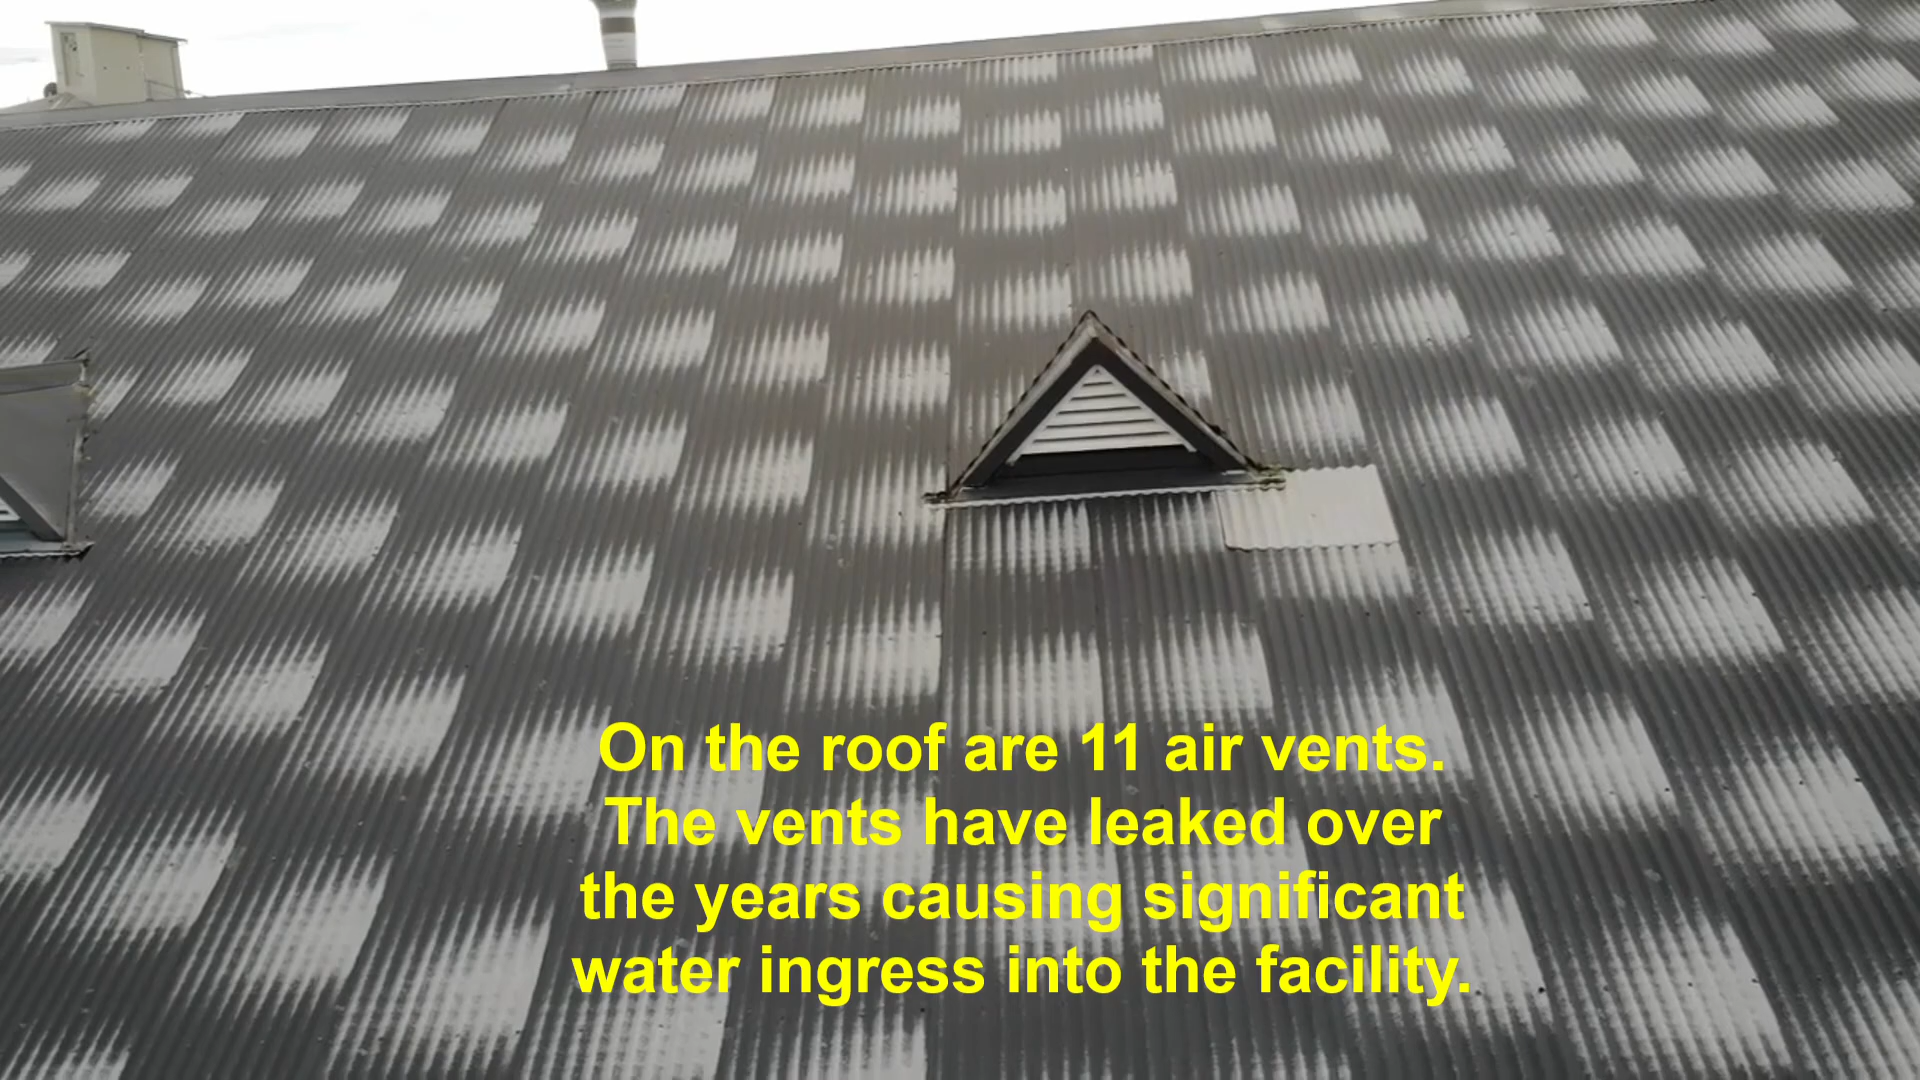 On the roof are 11 air vents.
The vents have leaked over
the years causing significant
water ingress into the facility.